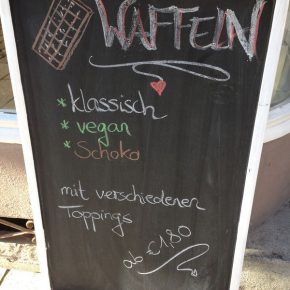 WAFFELN
* klassisch
* vegan
* Schoko
mit verschiedenen
Toppings
ab €1,80